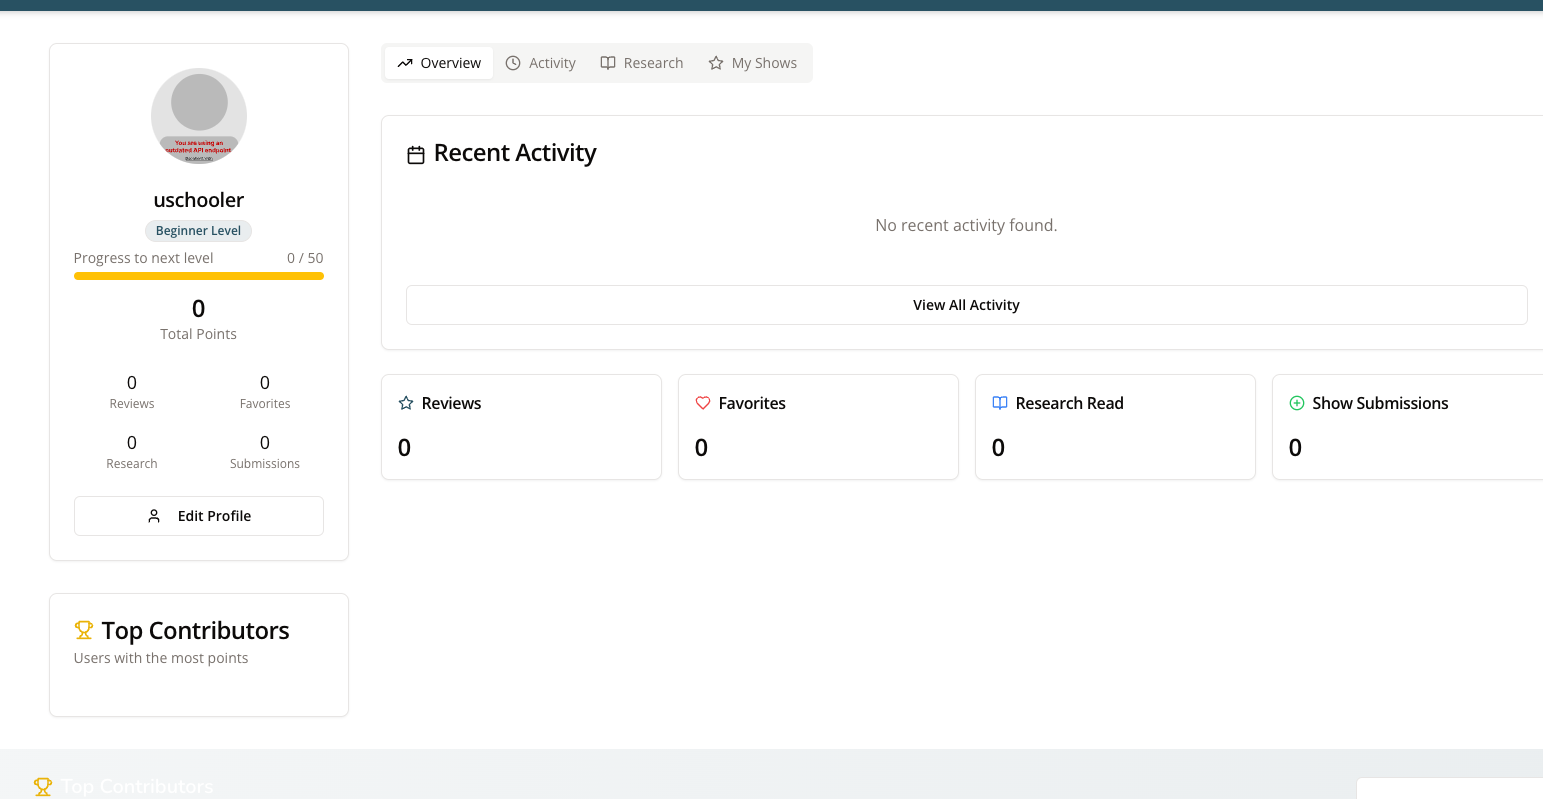 Overview
Activity
Research
My Shows
You are using an
outdated API endpoint
uschooler
Beginner Level
Progress to next level 0 / 50
0
Total Points
0 0
Reviews Favorites
0 0
Research Submissions
Edit Profile
Top Contributors
Users with the most points
Recent Activity
No recent activity found.
View All Activity
Reviews
0
Favorites
0
Research Read
0
Show Submissions
0
Top Contributors